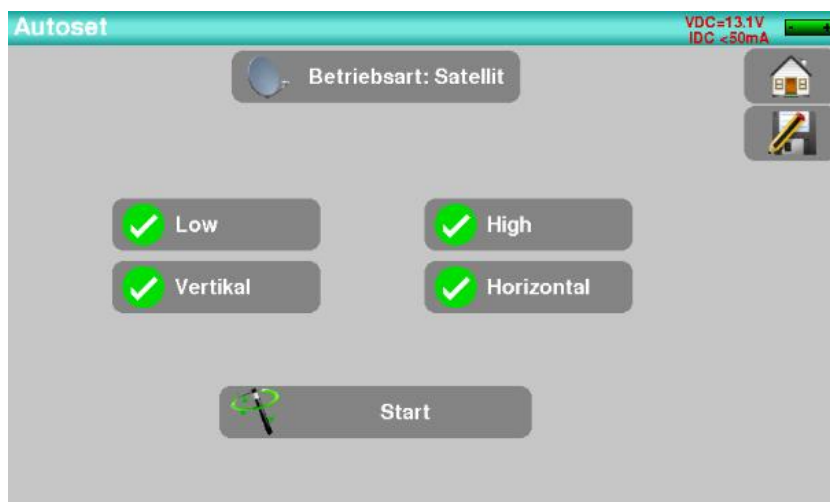 Autoset
VDC=13.1V
IDC <50mA
Betriebsart: Satellit
Low
High
Vertikal
Horizontal
Start